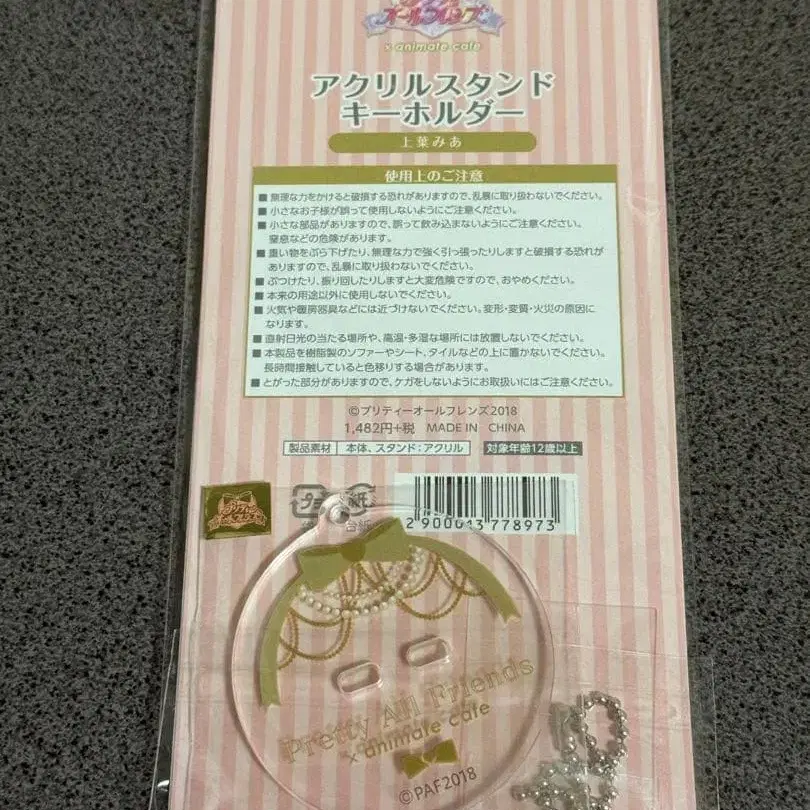 オールフレンズ
x animate cafe
アクリルスタンド
キーホルダー
上葉みあ
使用上のご注意
■無理な力をかけると破損する恐れがありますので、乱暴に取り扱わないでください。
■小さなお子様が誤って使用しないようにご注意ください。
■小さな部品がありますので、誤って飲み込まないようにご注意ください。
窒息などの危険があります。
■重い物をぶら下げたり、無理な力で強く引っ張ったりしますと破損する恐れが
ありますので、乱暴に取り扱わないでください。
■ぶつけたり、振り回したりしますと大変危険ですので、おやめください。
■本来の用途以外に使用しないでください。
■火気や暖房器具などには近づけないでください。変形・変質・火災の原因に
なります。
■直射日光の当たる場所や、高温・多湿な場所には放置しないでください。
■本製品を樹脂製のソファーやシート、タイルなどの上に置かないでください。
長時間接触していると色移りする場合があります。
■とがった部分がありますので、ケガをしないようにお取扱いにはご注意ください。
©プリティーオールフレンズ2018
1,482円+税 MADE IN CHINA
製品素材 本体、スタンド:アクリル 対象年齢12歳以上
プラ 紙
台紙
2900013778973
Pretty All Friends
x animate cafe
©PAF2018